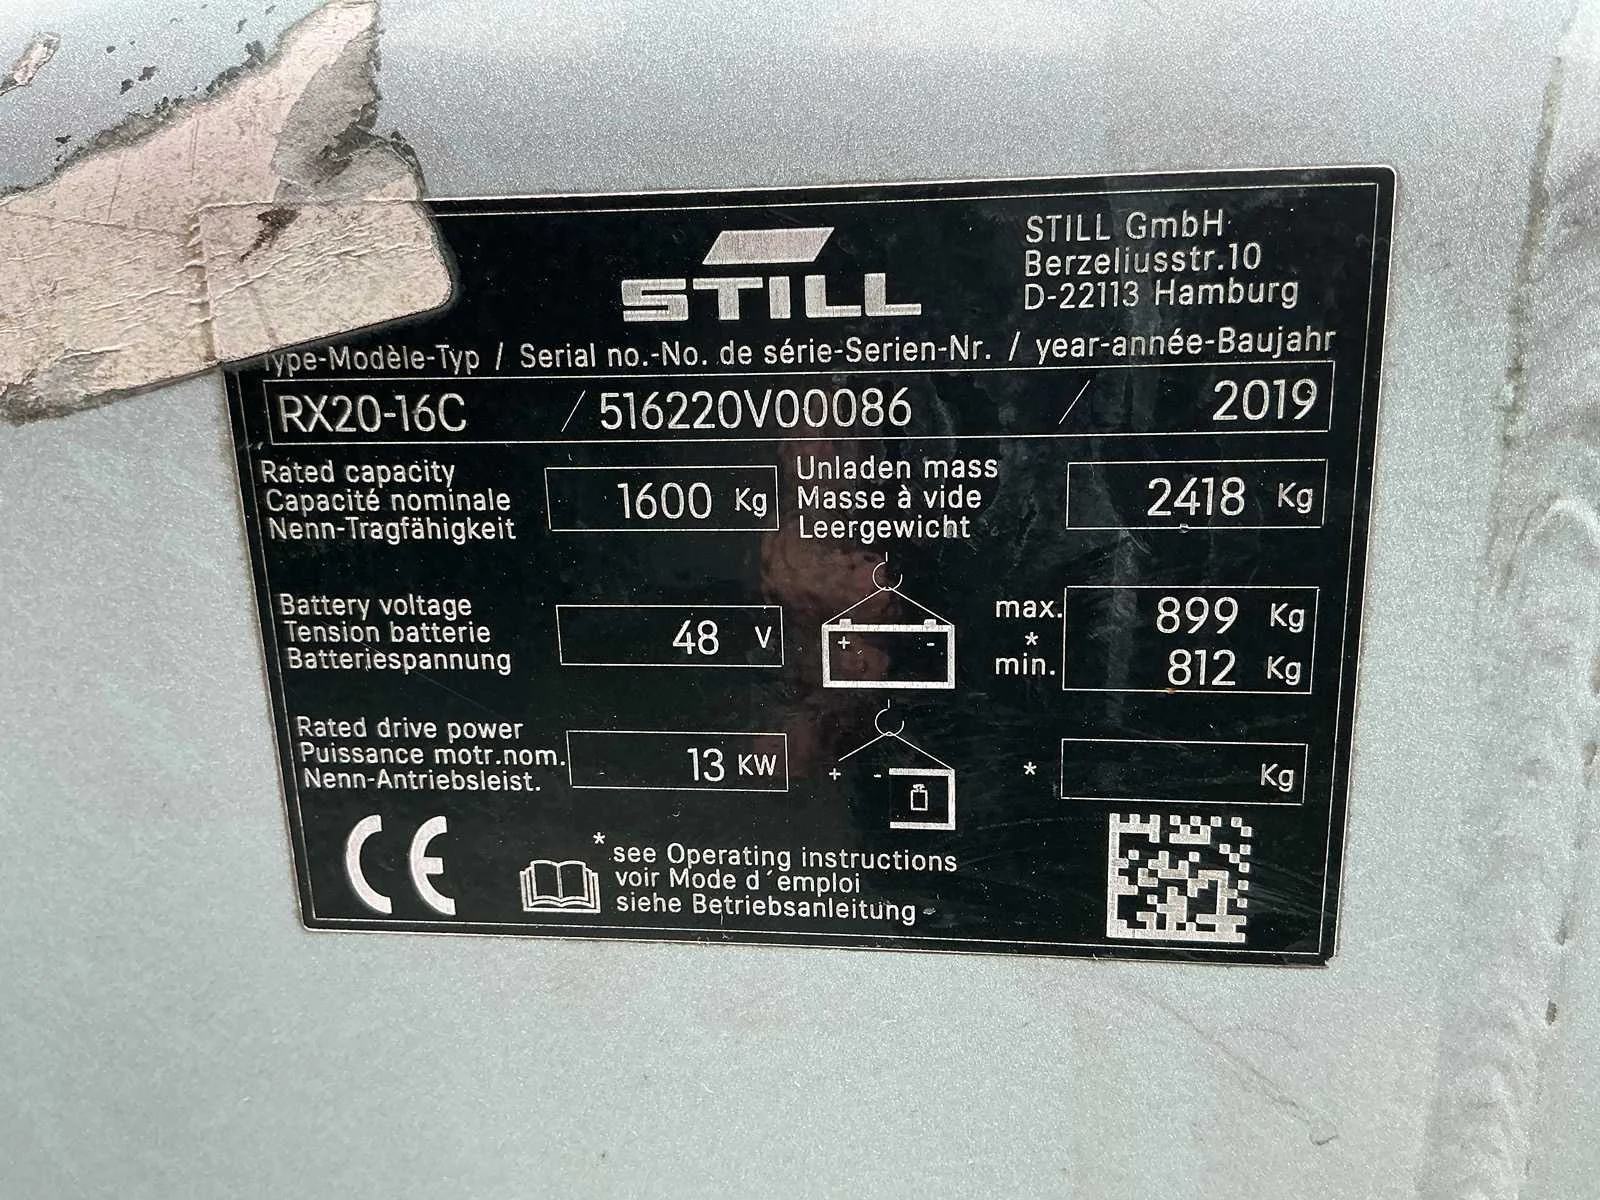 STILL
STILL GmbH
Berzeliusstr.10
D-22113 Hamburg
Type-Modèle-Typ / Serial no.-No. de série-Serien-Nr. / year-année-Baujahr
RX20-16C / 516220V00086 / 2019
Rated capacity
Capacité nominale
Nenn-Tragfähigkeit
1600 Kg
Unladen mass
Masse à vide
Leergewicht
2418 Kg
Battery voltage
Tension batterie
Batteriespannung
48 V
+ -
max. 899 Kg
*
min. 812 Kg
Rated drive power
Puissance motr.nom.
Nenn-Antriebsleist.
13 KW
+ -
* Kg
CE
* see Operating instructions
voir Mode d´emploi
siehe Betriebsanleitung